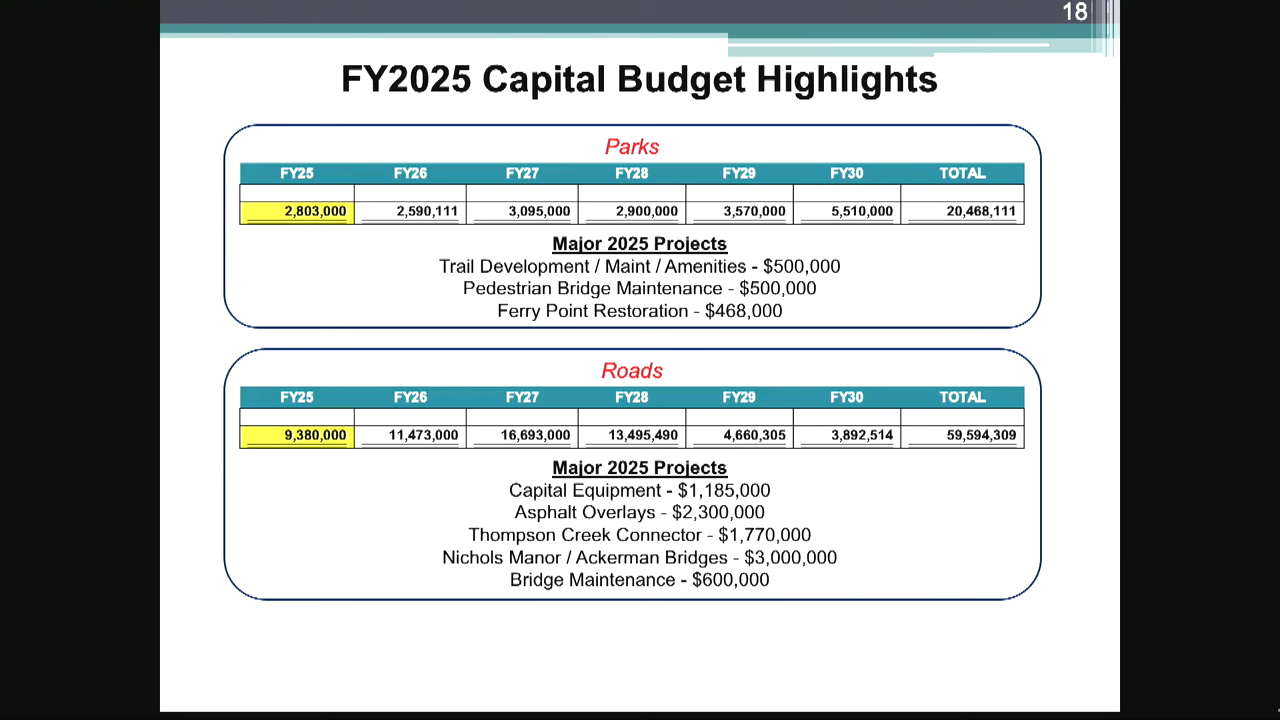 18
FY2025 Capital Budget Highlights
Parks
FY25 FY26 FY27 FY28 FY29 FY30 TOTAL
2,803,000 2,590,111 3,095,000 2,900,000 3,570,000 5,510,000 20,468,111
Major 2025 Projects
Trail Development / Maint / Amenities - $500,000
Pedestrian Bridge Maintenance - $500,000
Ferry Point Restoration - $468,000
Roads
FY25 FY26 FY27 FY28 FY29 FY30 TOTAL
9,380,000 11,473,000 16,693,000 13,495,490 4,660,305 3,892,514 59,594,309
Major 2025 Projects
Capital Equipment - $1,185,000
Asphalt Overlays - $2,300,000
Thompson Creek Connector - $1,770,000
Nichols Manor / Ackerman Bridges - $3,000,000
Bridge Maintenance - $600,000